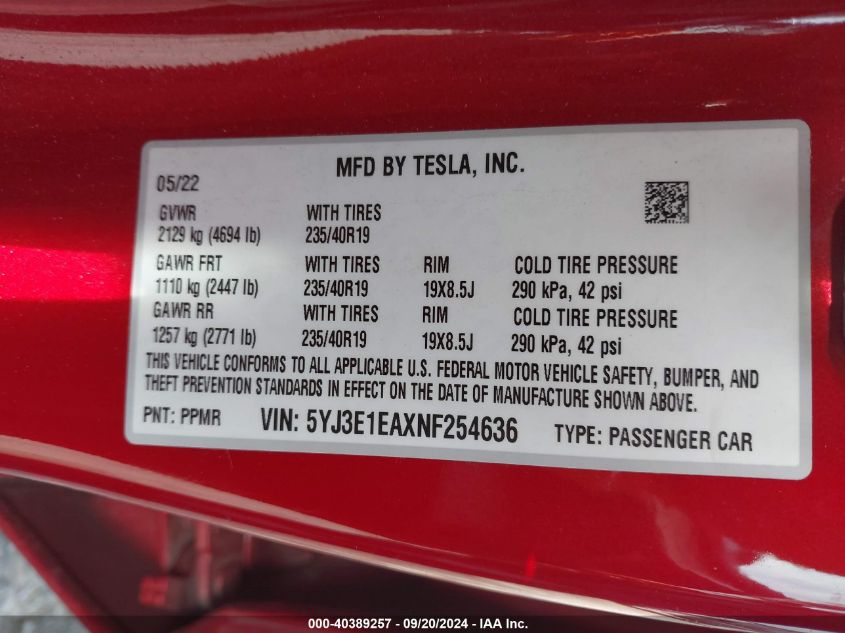 MFD BY TESLA, INC.
05/22
GVWR WITH TIRES
2129 kg (4694 lb) 235/40R19
GAWR FRT WITH TIRES RIM COLD TIRE PRESSURE
1110 kg (2447 lb) 235/40R19 19X8.5J 290 kPa, 42 psi
GAWR RR WITH TIRES RIM COLD TIRE PRESSURE
1257 kg (2771 lb) 235/40R19 19X8.5J 290 kPa, 42 psi
THIS VEHICLE CONFORMS TO ALL APPLICABLE U.S. FEDERAL MOTOR VEHICLE SAFETY, BUMPER, AND
THEFT PREVENTION STANDARDS IN EFFECT ON THE DATE OF MANUFACTURE SHOWN ABOVE.
PNT: PPMR VIN: 5YJ3E1EAXNF254636 TYPE: PASSENGER CAR
000-40389257 - 09/20/2024 - IAA Inc.